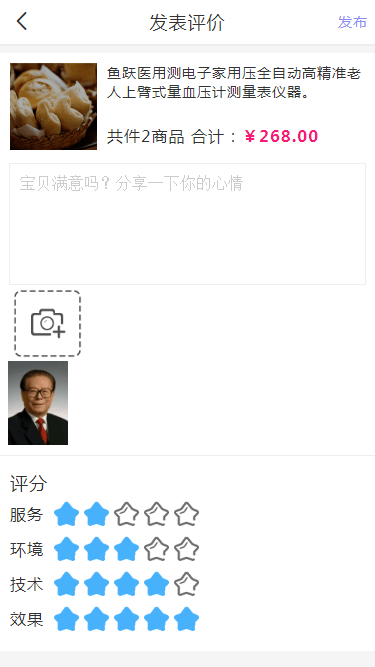 发表评价
发布
鱼跃医用测电子家用压全自动高精准老
人上臂式量血压计测量表仪器。
共件2商品 合计：￥268.00
宝贝满意吗？分享一下你的心情
评分
服务
环境
技术
效果